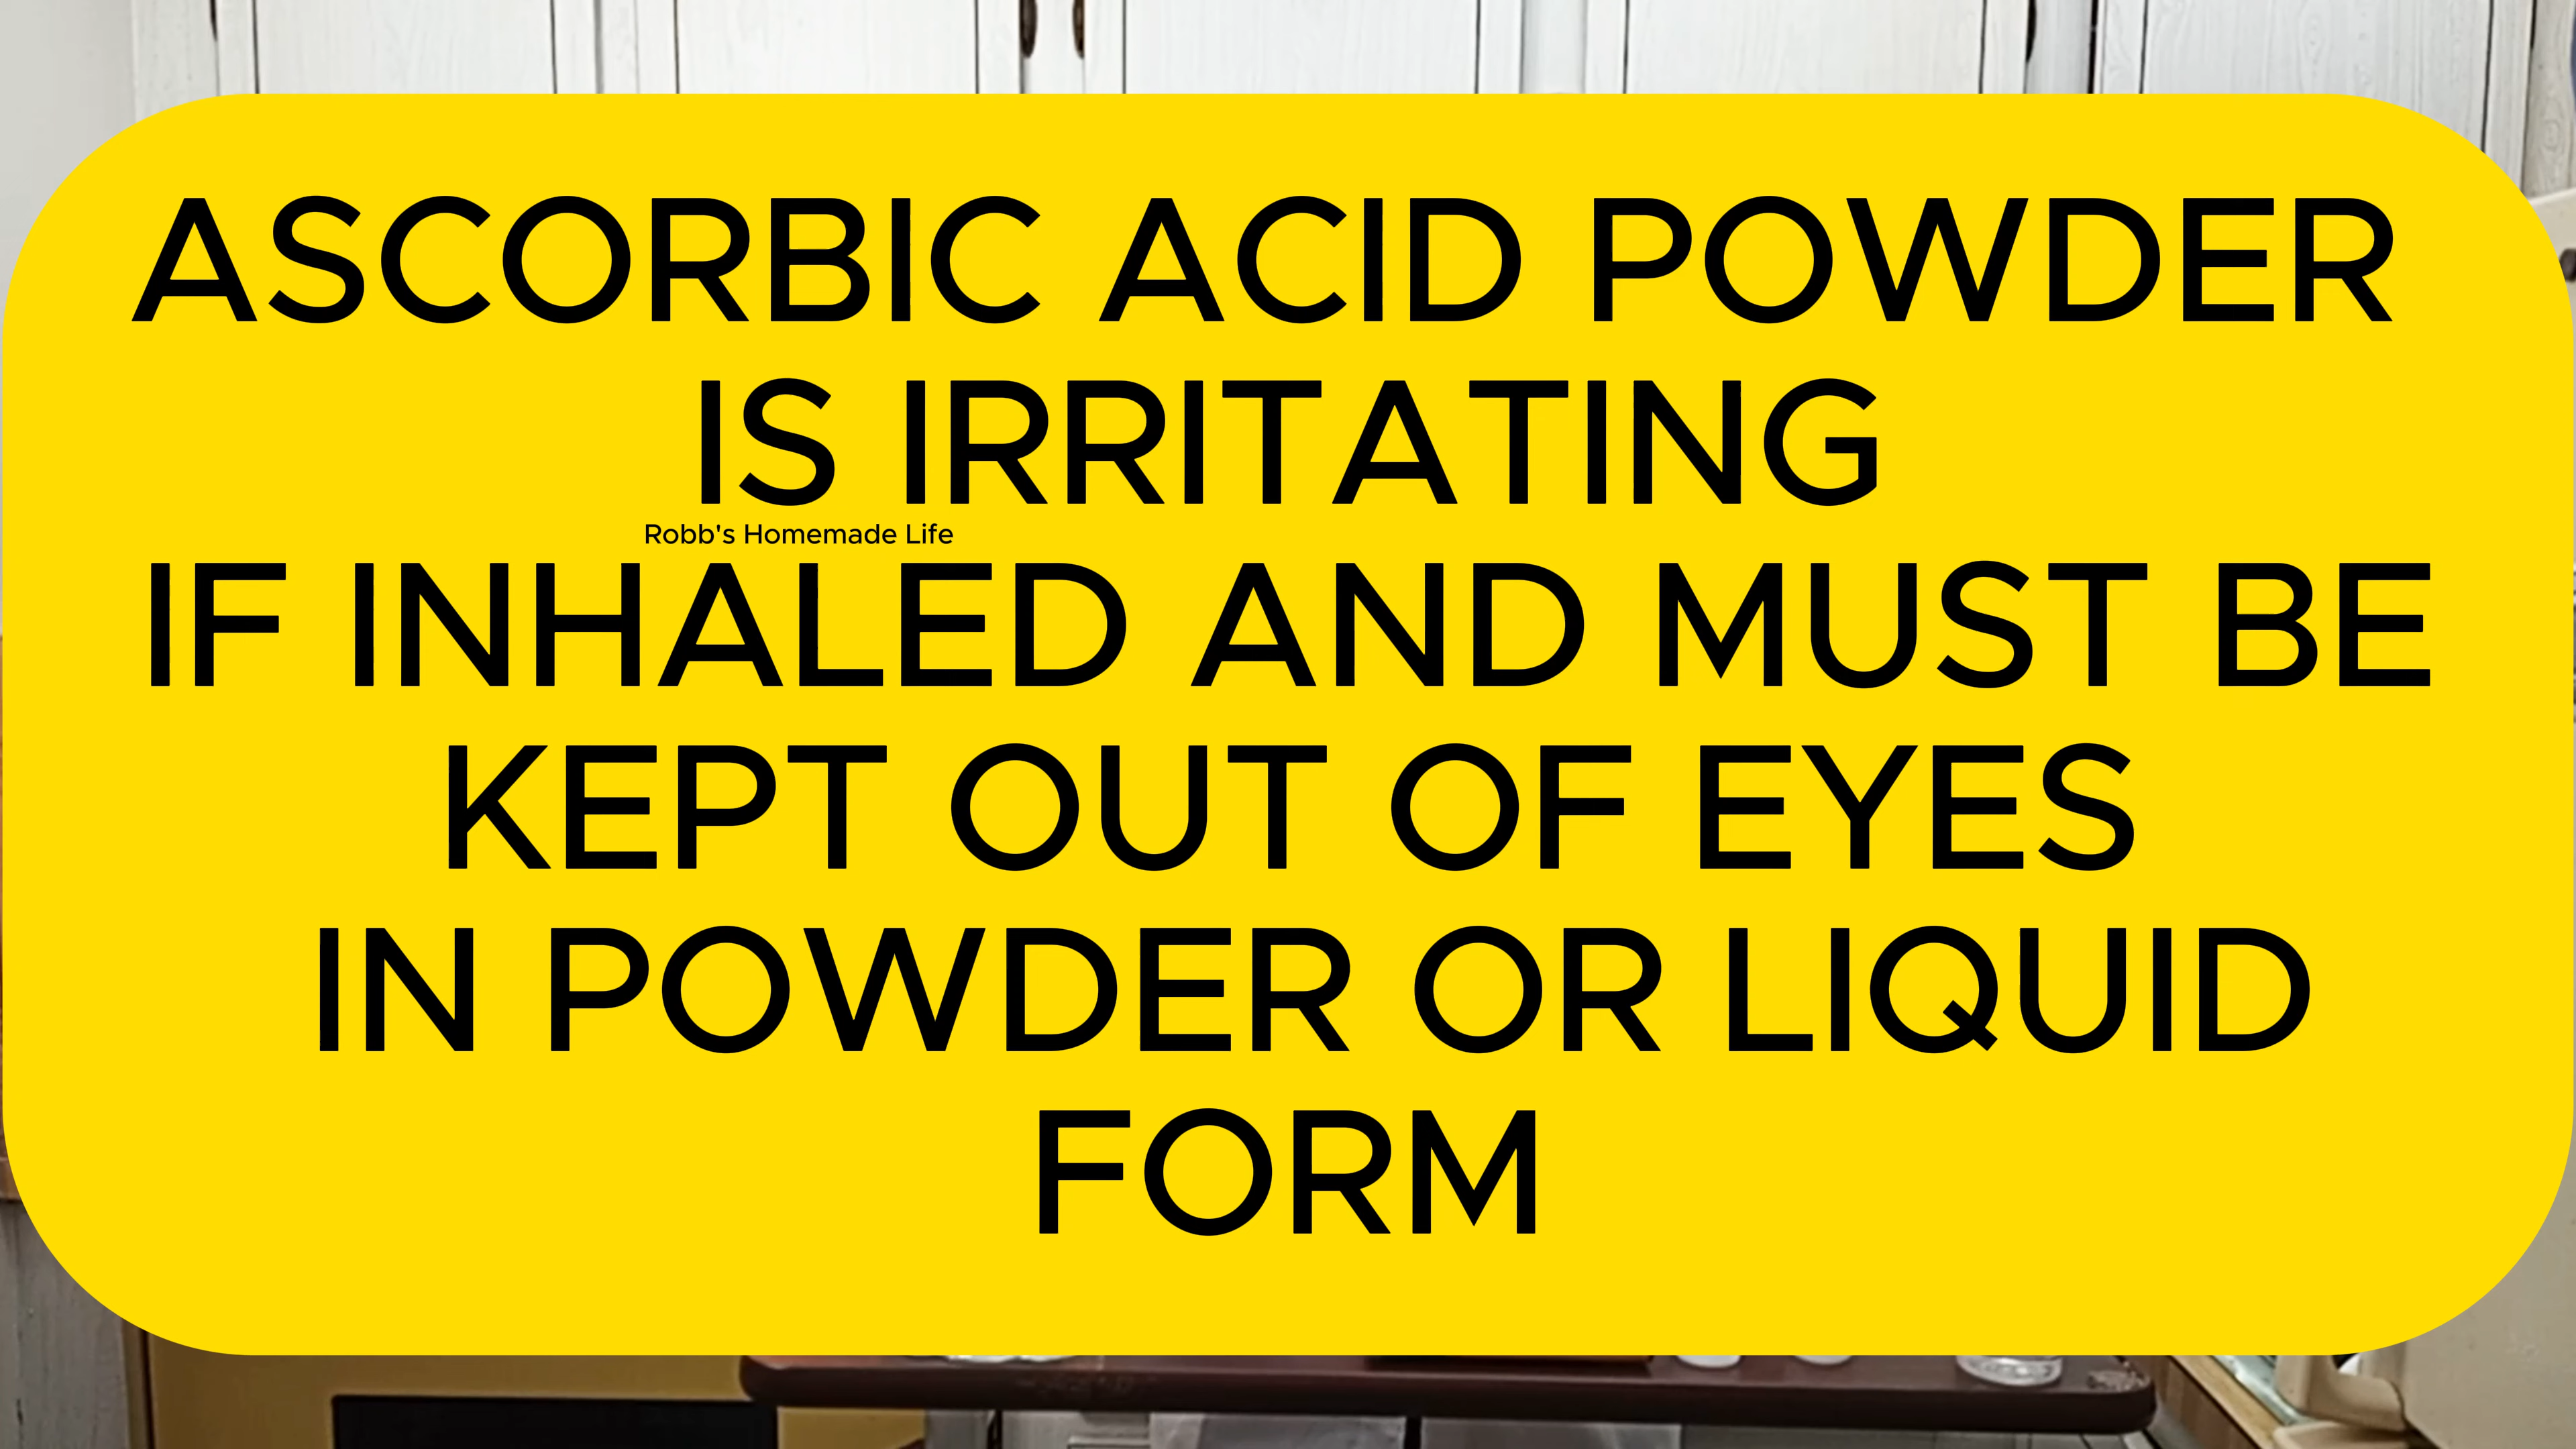 ASCORBIC ACID POWDER
IS IRRITATING
Robb's Homemade Life
IF INHALED AND MUST BE
KEPT OUT OF EYES
IN POWDER OR LIQUID
FORM